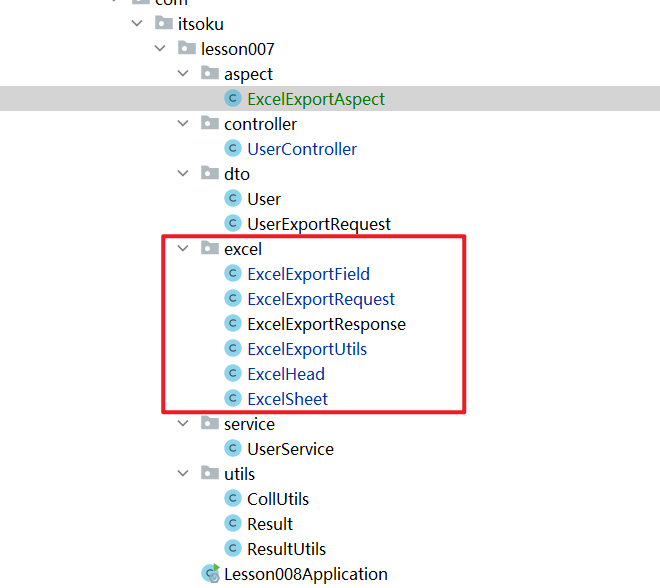 com
itsoku
lesson007
aspect
ExcelExportAspect
controller
UserController
dto
User
UserExportRequest
excel
ExcelExportField
ExcelExportRequest
ExcelExportResponse
ExcelExportUtils
ExcelHead
ExcelSheet
service
UserService
utils
CollUtils
Result
ResultUtils
Lesson008Application